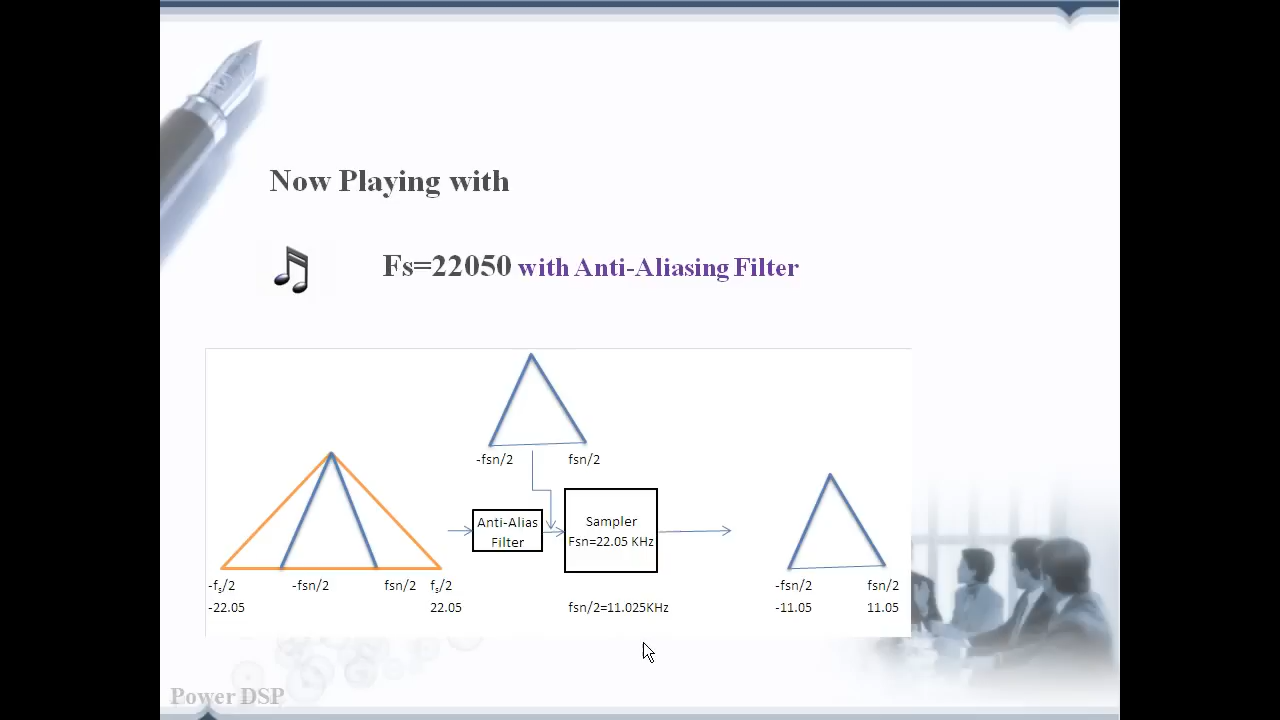 Now Playing with
Fs=22050 with Anti-Aliasing Filter
-fsn/2 fsn/2
Anti-Alias
Filter
Sampler
Fsn=22.05 KHz
-fs/2 -fsn/2 fsn/2 fs/2
-22.05 22.05
fsn/2=11.025KHz
-fsn/2 fsn/2
-11.05 11.05
Power DSP